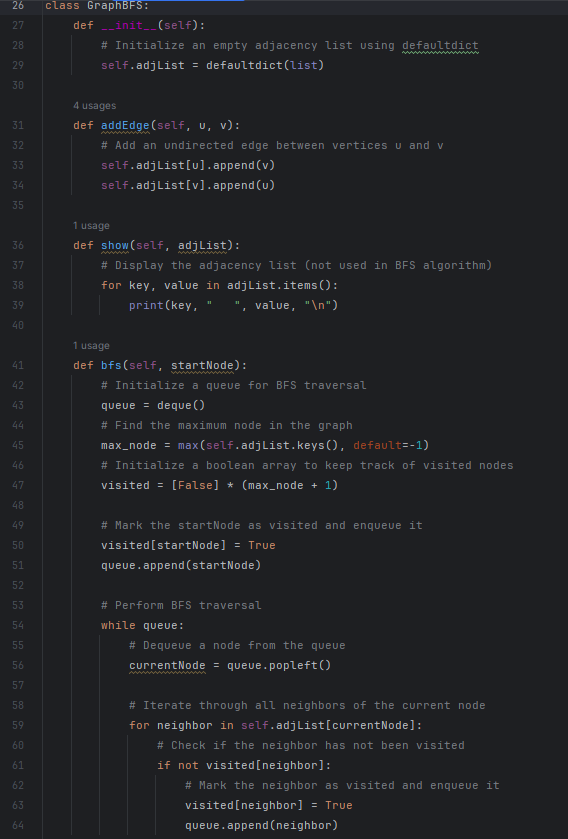 26 class GraphBFS:
27 def __init__(self):
28 # Initialize an empty adjacency list using defaultdict
29 self.adjList = defaultdict(list)
30
4 usages
31 def addEdge(self, u, v):
32 # Add an undirected edge between vertices u and v
33 self.adjList[u].append(v)
34 self.adjList[v].append(u)
35
1 usage
36 def show(self, adjList):
37 # Display the adjacency list (not used in BFS algorithm)
38 for key, value in adjList.items():
39 print(key, "   ", value, "\n")
40
1 usage
41 def bfs(self, startNode):
42 # Initialize a queue for BFS traversal
43 queue = deque()
44 # Find the maximum node in the graph
45 max_node = max(self.adjList.keys(), default=-1)
46 # Initialize a boolean array to keep track of visited nodes
47 visited = [False] * (max_node + 1)
48
49 # Mark the startNode as visited and enqueue it
50 visited[startNode] = True
51 queue.append(startNode)
52
53 # Perform BFS traversal
54 while queue:
55 # Dequeue a node from the queue
56 currentNode = queue.popleft()
57
58 # Iterate through all neighbors of the current node
59 for neighbor in self.adjList[currentNode]:
60 # Check if the neighbor has not been visited
61 if not visited[neighbor]:
62 # Mark the neighbor as visited and enqueue it
63 visited[neighbor] = True
64 queue.append(neighbor)